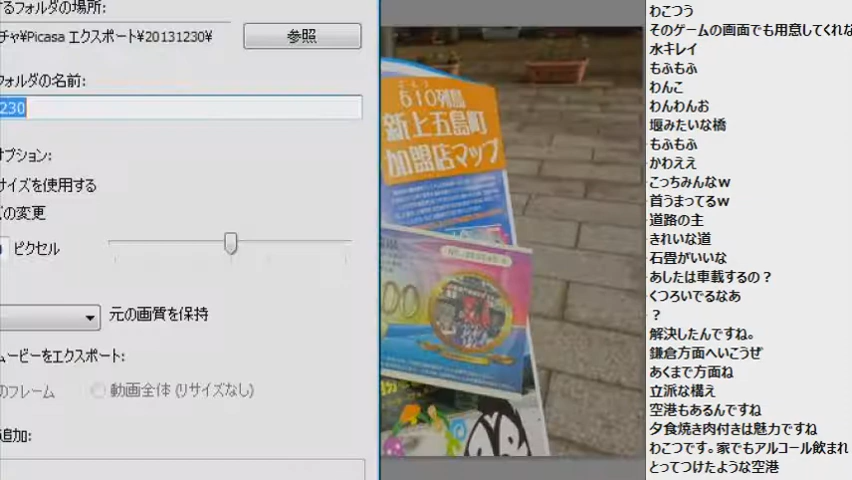 するフォルダの場所:
チャ¥Picasa エクスポート¥20131230¥
参照
フォルダの名前:
230
プション:
サイズを使用する
ズの変更
ピクセル
元の画質を保持
ムービーをエクスポート:
のフレーム
動画全体 (リサイズなし)
追加:
510列島
新上五島町
加盟店マップ
00
わこつう
そのゲームの画面でも用意してくれな
水キレイ
もふもふ
わんこ
わんわんお
堰みたいな橋
もふもふ
かわええ
こっちみんなｗ
首うまってるｗ
道路の主
きれいな道
石畳がいいな
あしたは車載するの？
くつろいでるなあ
？
解決したんですね。
鎌倉方面へいこうぜ
あくまで方面ね
立派な構え
空港もあるんですね
夕食焼き肉付きは魅力ですね
わこつです。家でもアルコール飲まれ
とってつけたような空港